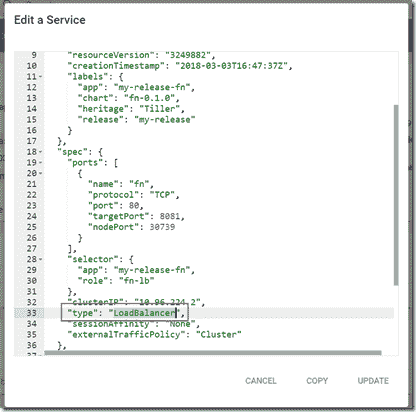 Edit a Service
9 "resourceVersion": "3249882",
10 "creationTimestamp": "2018-03-03T16:47:37Z",
11 "labels": {
12 "app": "my-release-fn",
13 "chart": "fn-0.1.0",
14 "heritage": "Tiller",
15 "release": "my-release"
16 }
17 },
18 "spec": {
19 "ports": [
20 {
21 "name": "fn",
22 "protocol": "TCP",
23 "port": 80,
24 "targetPort": 8081,
25 "nodePort": 30739
26 }
27 ],
28 "selector": {
29 "app": "my-release-fn",
30 "role": "fn-lb"
31 },
32 "clusterIP": "10.96.224.2",
33 "type": "LoadBalancer",
34 "sessionAffinity": "None",
35 "externalTrafficPolicy": "Cluster"
36 },
CANCEL COPY UPDATE